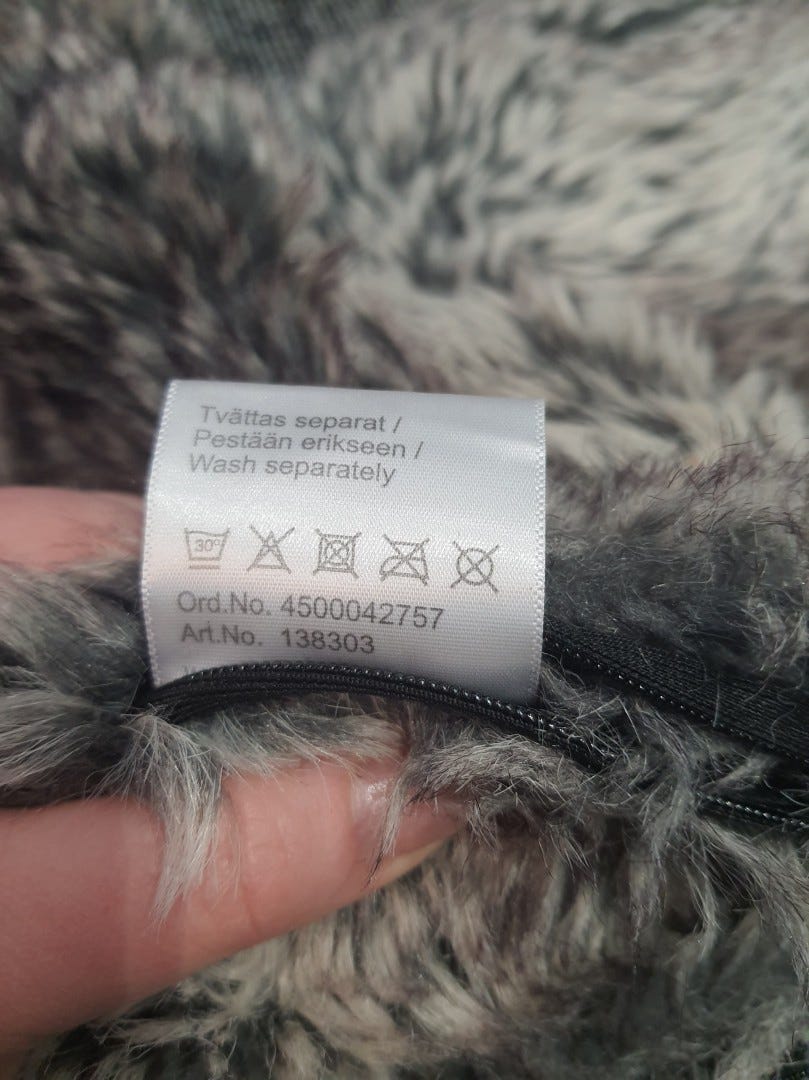 Tvättas separat /
Pestään erikseen /
Wash separately
30°
Ord.No. 4500042757
Art.No. 138303